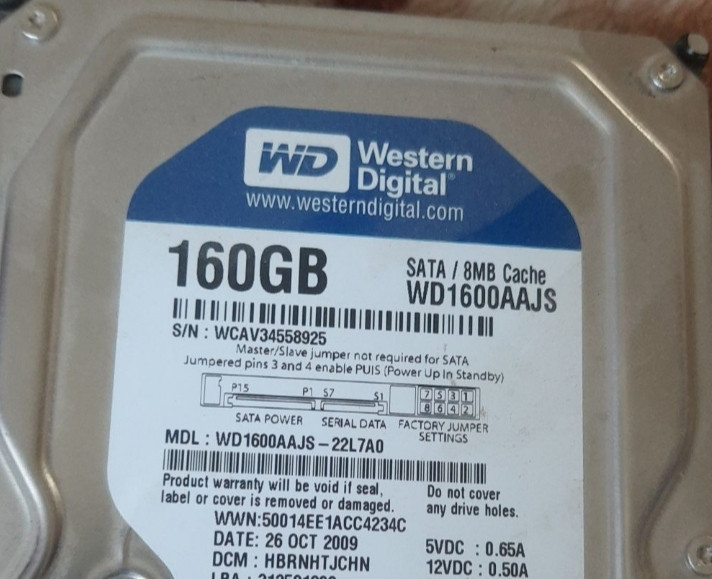 WD Western
Digital®
www.westerndigital.com
160GB SATA / 8MB Cache
WD1600AAJS
S/N : WCAV34558925
Master/Slave jumper not required for SATA
Jumpered pins 3 and 4 enable PUIS (Power Up In Standby)
P15 P1 S7 S1 7 5 3 1
8 6 4 2
SATA POWER SERIAL DATA FACTORY JUMPER
SETTINGS
MDL : WD1600AAJS-22L7A0
Product warranty will be void if seal,
label or cover is removed or damaged.
Do not cover
any drive holes.
WWN:50014EE1ACC4234C
DATE: 26 OCT 2009
DCM : HBRNHTJCHN
5VDC : 0.65A
12VDC : 0.50A